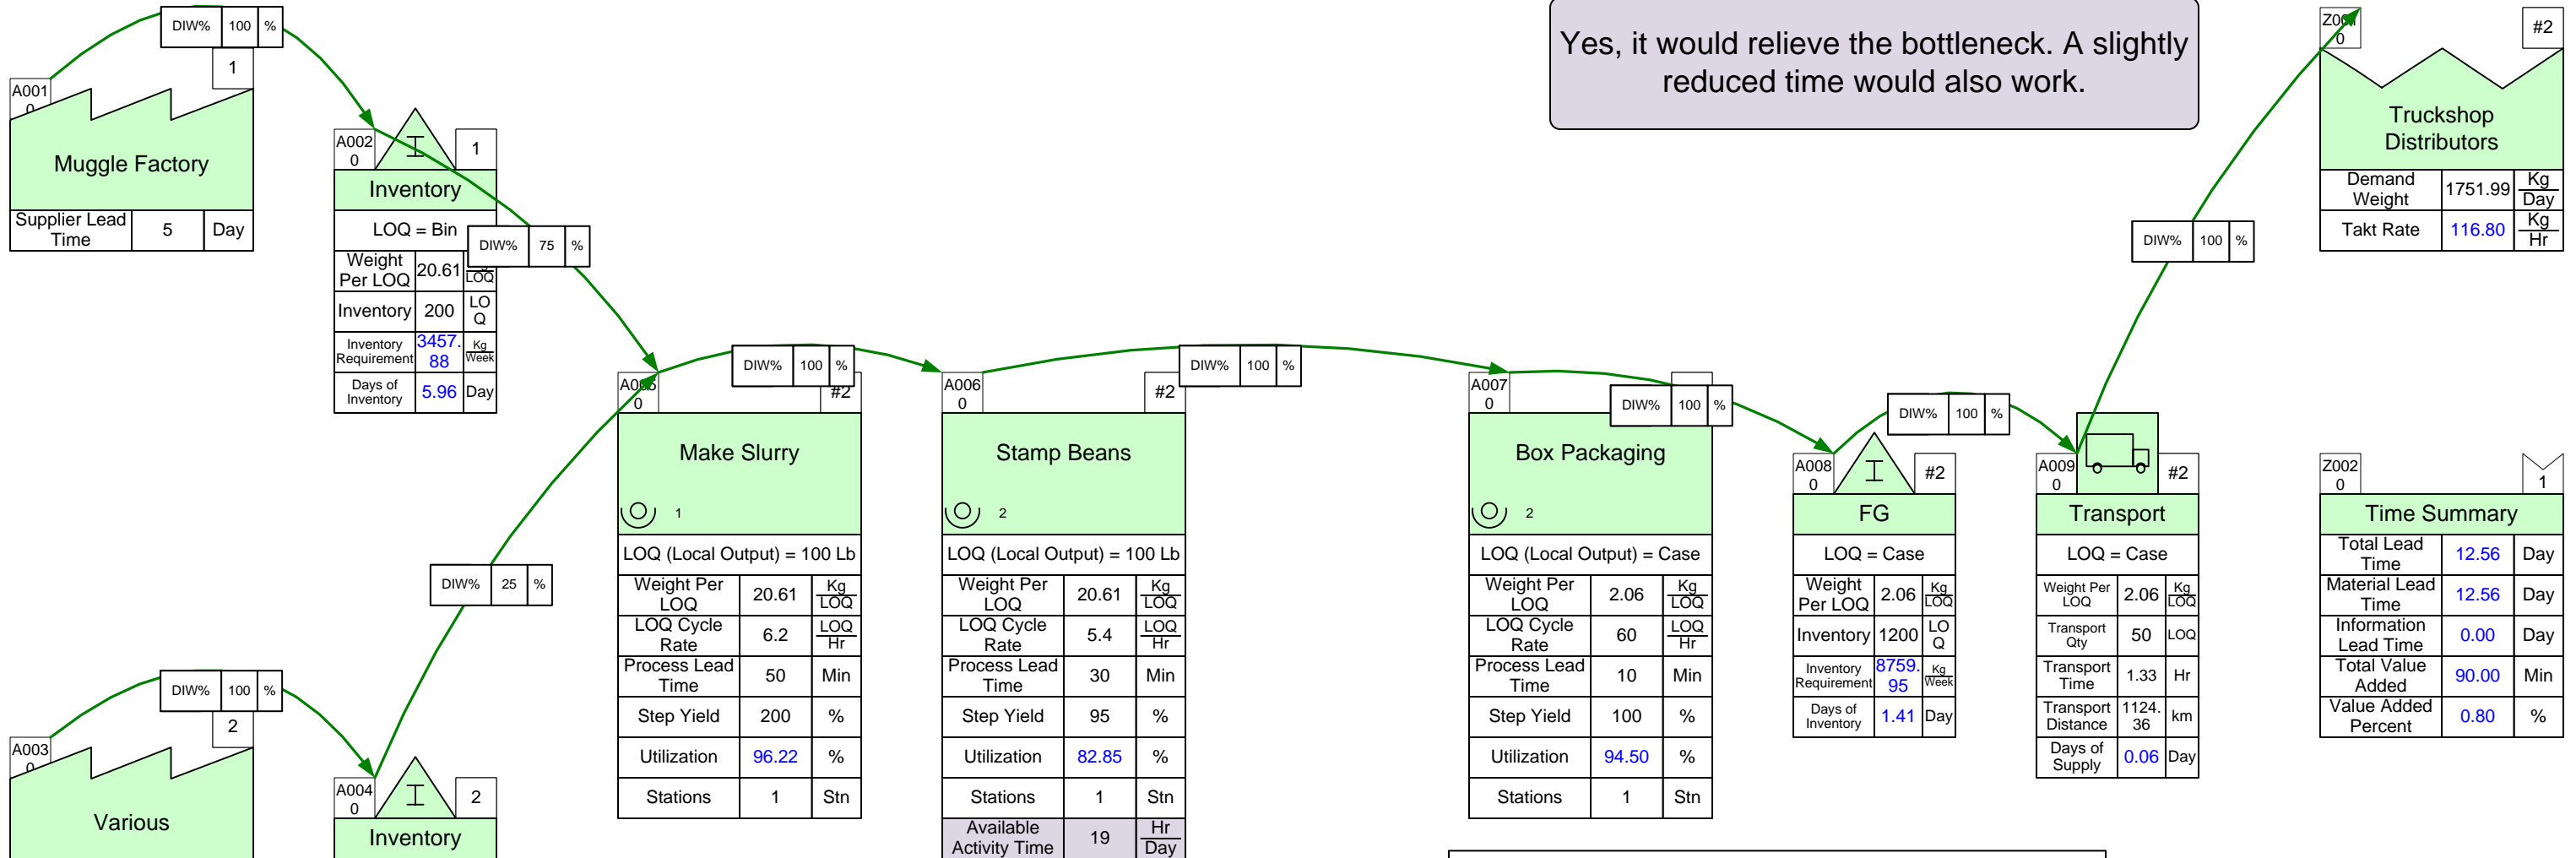 DIW% 100 %
1
A001
0
Muggle Factory
Supplier Lead Time 5 Day
A002
0
I
1
Inventory
LOQ = Bin
Weight Per LOQ 20.61 LOQ
Inventory 200 LO Q
Inventory Requirement 3457. 88 Kg Week
Days of Inventory 5.96 Day
DIW% 75 %
DIW% 25 %
DIW% 100 %
2
A003
0
Various
A004
0
I
2
Inventory
DIW% 100 %
0
#2
Make Slurry
1
LOQ (Local Output) = 100 Lb
Weight Per LOQ 20.61 Kg LOQ
LOQ Cycle Rate 6.2 LOQ Hr
Process Lead Time 50 Min
Step Yield 200 %
Utilization 96.22 %
Stations 1 Stn
A006
0
#2
Stamp Beans
2
LOQ (Local Output) = 100 Lb
Weight Per LOQ 20.61 Kg LOQ
LOQ Cycle Rate 5.4 LOQ Hr
Process Lead Time 30 Min
Step Yield 95 %
Utilization 82.85 %
Stations 1 Stn
Available Activity Time 19 Hr Day
DIW% 100 %
A007
0
Box Packaging
2
LOQ (Local Output) = Case
Weight Per LOQ 2.06 Kg LOQ
LOQ Cycle Rate 60 LOQ Hr
Process Lead Time 10 Min
Step Yield 100 %
Utilization 94.50 %
Stations 1 Stn
DIW% 100 %
A008
0
I
#2
FG
LOQ = Case
Weight Per LOQ 2.06 Kg LOQ
Inventory 1200 LO Q
Inventory Requirement 8759. 95 Kg Week
Days of Inventory 1.41 Day
DIW% 100 %
A009
0
#2
Transport
LOQ = Case
Weight Per LOQ 2.06 Kg LOQ
Transport Qty 50 LOQ
Transport Time 1.33 Hr
Transport Distance 1124. 36 km
Days of Supply 0.06 Day
DIW% 100 %
Yes, it would relieve the bottleneck. A slightly
reduced time would also work.
0
#2
Truckshop
Distributors
Demand Weight 1751.99 Kg Day
Takt Rate 116.80 Kg Hr
Z002
0
1
Time Summary
Total Lead Time 12.56 Day
Material Lead Time 12.56 Day
Information Lead Time 0.00 Day
Total Value Added 90.00 Min
Value Added Percent 0.80 %